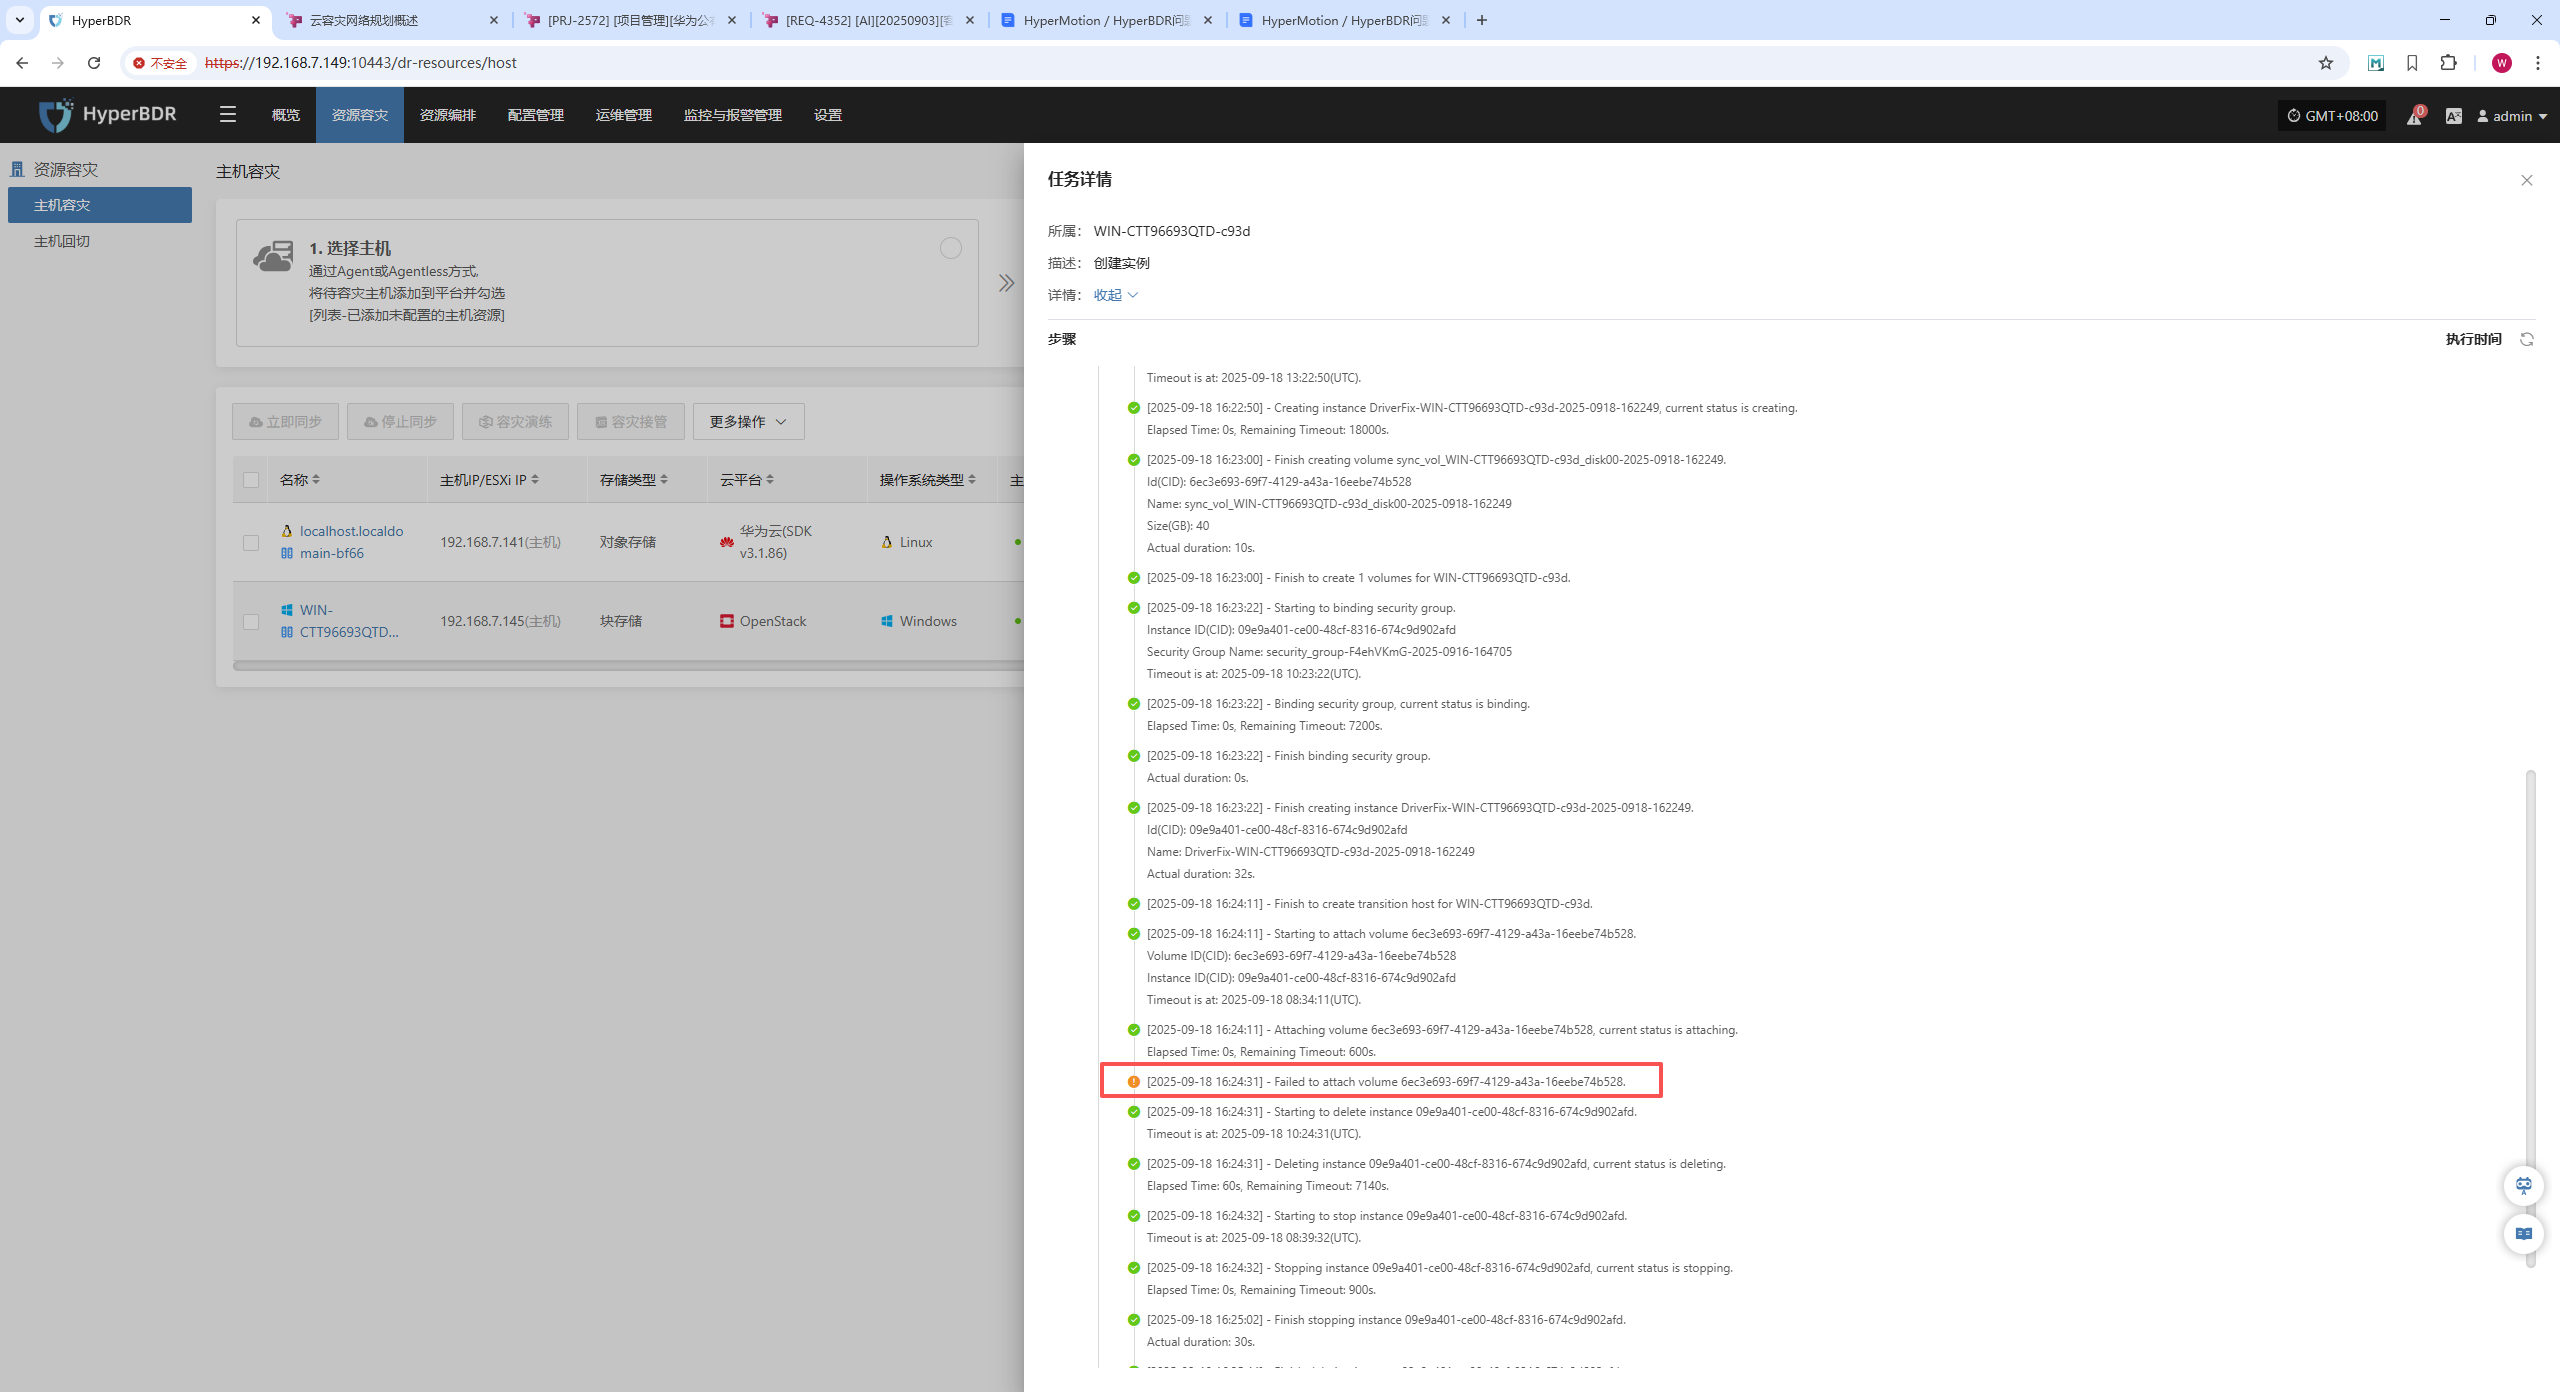 HyperBDR
云容灾网络规划概述
[PRJ-2572] [项目管理][华为公
[REQ-4352] [AI][20250903][
HyperMotion / HyperBDR问
HyperMotion / HyperBDR问
不安全
https://192.168.7.149:10443/dr-resources/host
W
HyperBDR
概览
资源容灾
资源编排
配置管理
运维管理
监控与报警管理
设置
GMT+08:00
0
admin
资源容灾
主机容灾
主机回切
主机容灾
1. 选择主机
通过Agent或Agentless方式,
将待容灾主机添加到平台并勾选
[列表-已添加未配置的主机资源]
立即同步
停止同步
容灾演练
容灾接管
更多操作
名称
主机IP/ESXi IP
存储类型
云平台
操作系统类型
主
localhost.localdo
main-bf66
192.168.7.141(主机)
对象存储
华为云(SDK
v3.1.86)
Linux
WIN-
CTT96693QTD...
192.168.7.145(主机)
块存储
OpenStack
Windows
任务详情
所属： WIN-CTT96693QTD-c93d
描述： 创建实例
详情： 收起
步骤
执行时间
Timeout is at: 2025-09-18 13:22:50(UTC).
[2025-09-18 16:22:50] - Creating instance DriverFix-WIN-CTT96693QTD-c93d-2025-0918-162249, current status is creating.
Elapsed Time: 0s, Remaining Timeout: 18000s.
[2025-09-18 16:23:00] - Finish creating volume sync_vol_WIN-CTT96693QTD-c93d_disk00-2025-0918-162249.
Id(CID): 6ec3e693-69f7-4129-a43a-16eebe74b528
Name: sync_vol_WIN-CTT96693QTD-c93d_disk00-2025-0918-162249
Size(GB): 40
Actual duration: 10s.
[2025-09-18 16:23:00] - Finish to create 1 volumes for WIN-CTT96693QTD-c93d.
[2025-09-18 16:23:22] - Starting to binding security group.
Instance ID(CID): 09e9a401-ce00-48cf-8316-674c9d902afd
Security Group Name: security_group-F4ehVKmG-2025-0916-164705
Timeout is at: 2025-09-18 10:23:22(UTC).
[2025-09-18 16:23:22] - Binding security group, current status is binding.
Elapsed Time: 0s, Remaining Timeout: 7200s.
[2025-09-18 16:23:22] - Finish binding security group.
Actual duration: 0s.
[2025-09-18 16:23:22] - Finish creating instance DriverFix-WIN-CTT96693QTD-c93d-2025-0918-162249.
Id(CID): 09e9a401-ce00-48cf-8316-674c9d902afd
Name: DriverFix-WIN-CTT96693QTD-c93d-2025-0918-162249
Actual duration: 32s.
[2025-09-18 16:24:11] - Finish to create transition host for WIN-CTT96693QTD-c93d.
[2025-09-18 16:24:11] - Starting to attach volume 6ec3e693-69f7-4129-a43a-16eebe74b528.
Volume ID(CID): 6ec3e693-69f7-4129-a43a-16eebe74b528
Instance ID(CID): 09e9a401-ce00-48cf-8316-674c9d902afd
Timeout is at: 2025-09-18 08:34:11(UTC).
[2025-09-18 16:24:11] - Attaching volume 6ec3e693-69f7-4129-a43a-16eebe74b528, current status is attaching.
Elapsed Time: 0s, Remaining Timeout: 600s.
[2025-09-18 16:24:31] - Failed to attach volume 6ec3e693-69f7-4129-a43a-16eebe74b528.
[2025-09-18 16:24:31] - Starting to delete instance 09e9a401-ce00-48cf-8316-674c9d902afd.
Timeout is at: 2025-09-18 10:24:31(UTC).
[2025-09-18 16:24:31] - Deleting instance 09e9a401-ce00-48cf-8316-674c9d902afd, current status is deleting.
Elapsed Time: 60s, Remaining Timeout: 7140s.
[2025-09-18 16:24:32] - Starting to stop instance 09e9a401-ce00-48cf-8316-674c9d902afd.
Timeout is at: 2025-09-18 08:39:32(UTC).
[2025-09-18 16:24:32] - Stopping instance 09e9a401-ce00-48cf-8316-674c9d902afd, current status is stopping.
Elapsed Time: 0s, Remaining Timeout: 900s.
[2025-09-18 16:25:02] - Finish stopping instance 09e9a401-ce00-48cf-8316-674c9d902afd.
Actual duration: 30s.